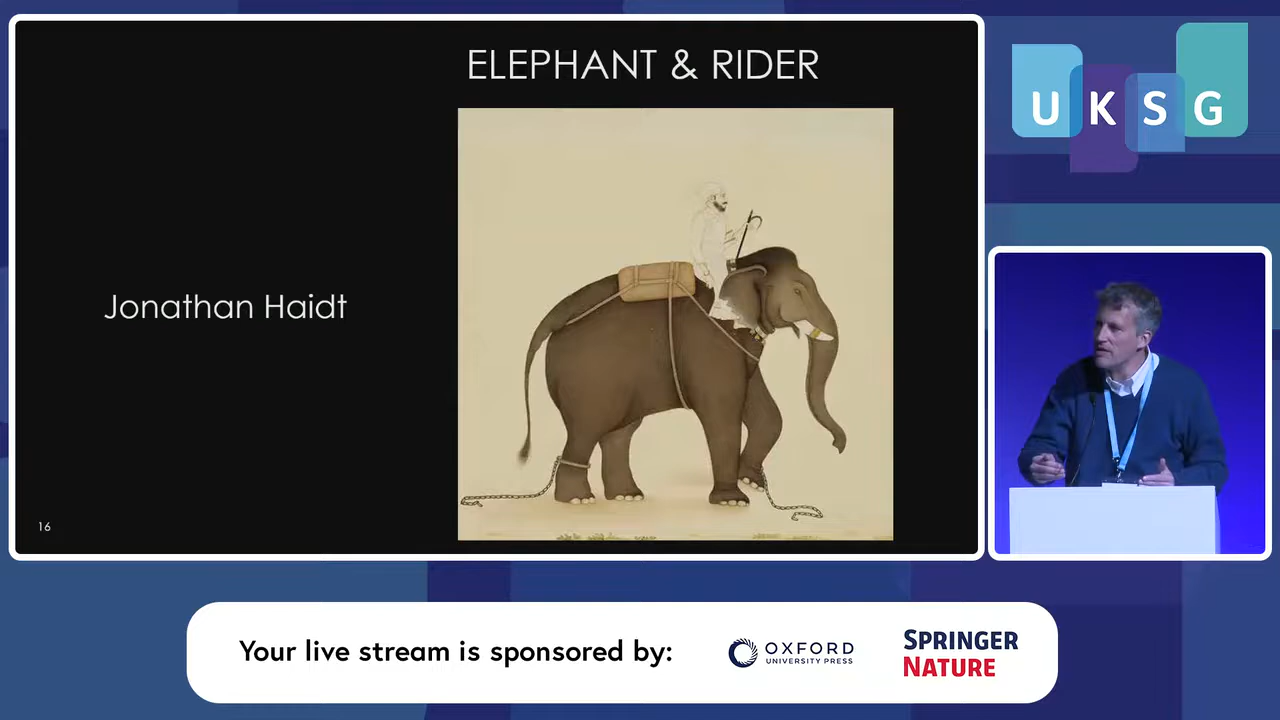 ELEPHANT & RIDER
Jonathan Haidt
16
UKSG
Your live stream is sponsored by:
OXFORD
UNIVERSITY PRESS
SPRINGER
NATURE